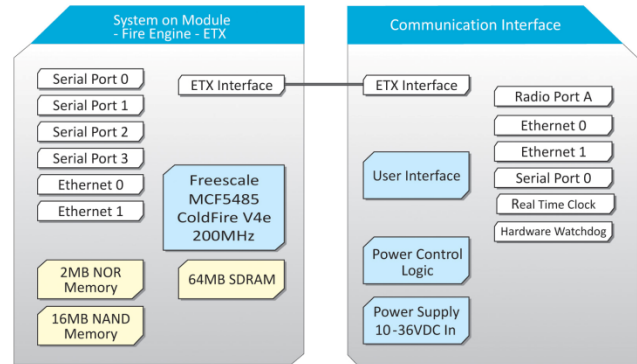 System on Module
- Fire Engine - ETX
Serial Port 0
Serial Port 1
Serial Port 2
Serial Port 3
Ethernet 0
Ethernet 1
ETX Interface
Freescale
MCF5485
ColdFire V4e
200MHz
2MB NOR
Memory
16MB NAND
Memory
64MB SDRAM
Communication Interface
ETX Interface
User Interface
Power Control
Logic
Power Supply
10-36VDC In
Radio Port A
Ethernet 0
Ethernet 1
Serial Port 0
Real Time Clock
Hardware Watchdog